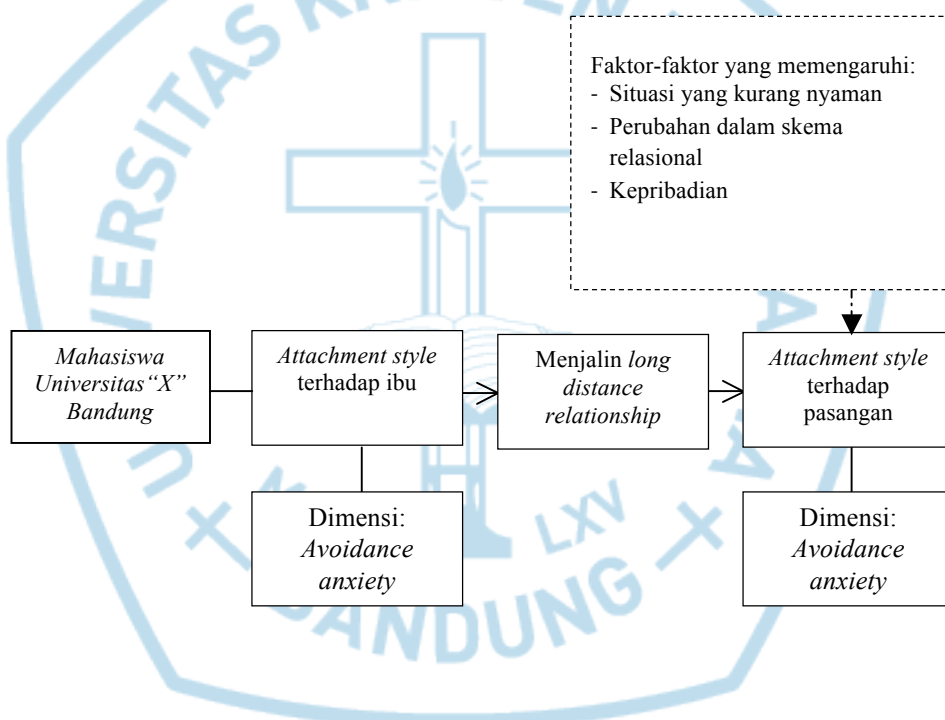 Faktor-faktor yang memengaruhi:
- Situasi yang kurang nyaman
- Perubahan dalam skema
relasional
- Kepribadian
Mahasiswa
Universitas“X”
Bandung
Attachment style
terhadap ibu
Menjalin long
distance
relationship
Attachment style
terhadap
pasangan
Dimensi:
Avoidance
anxiety
Dimensi:
Avoidance
anxiety
LXV
BANDUNG